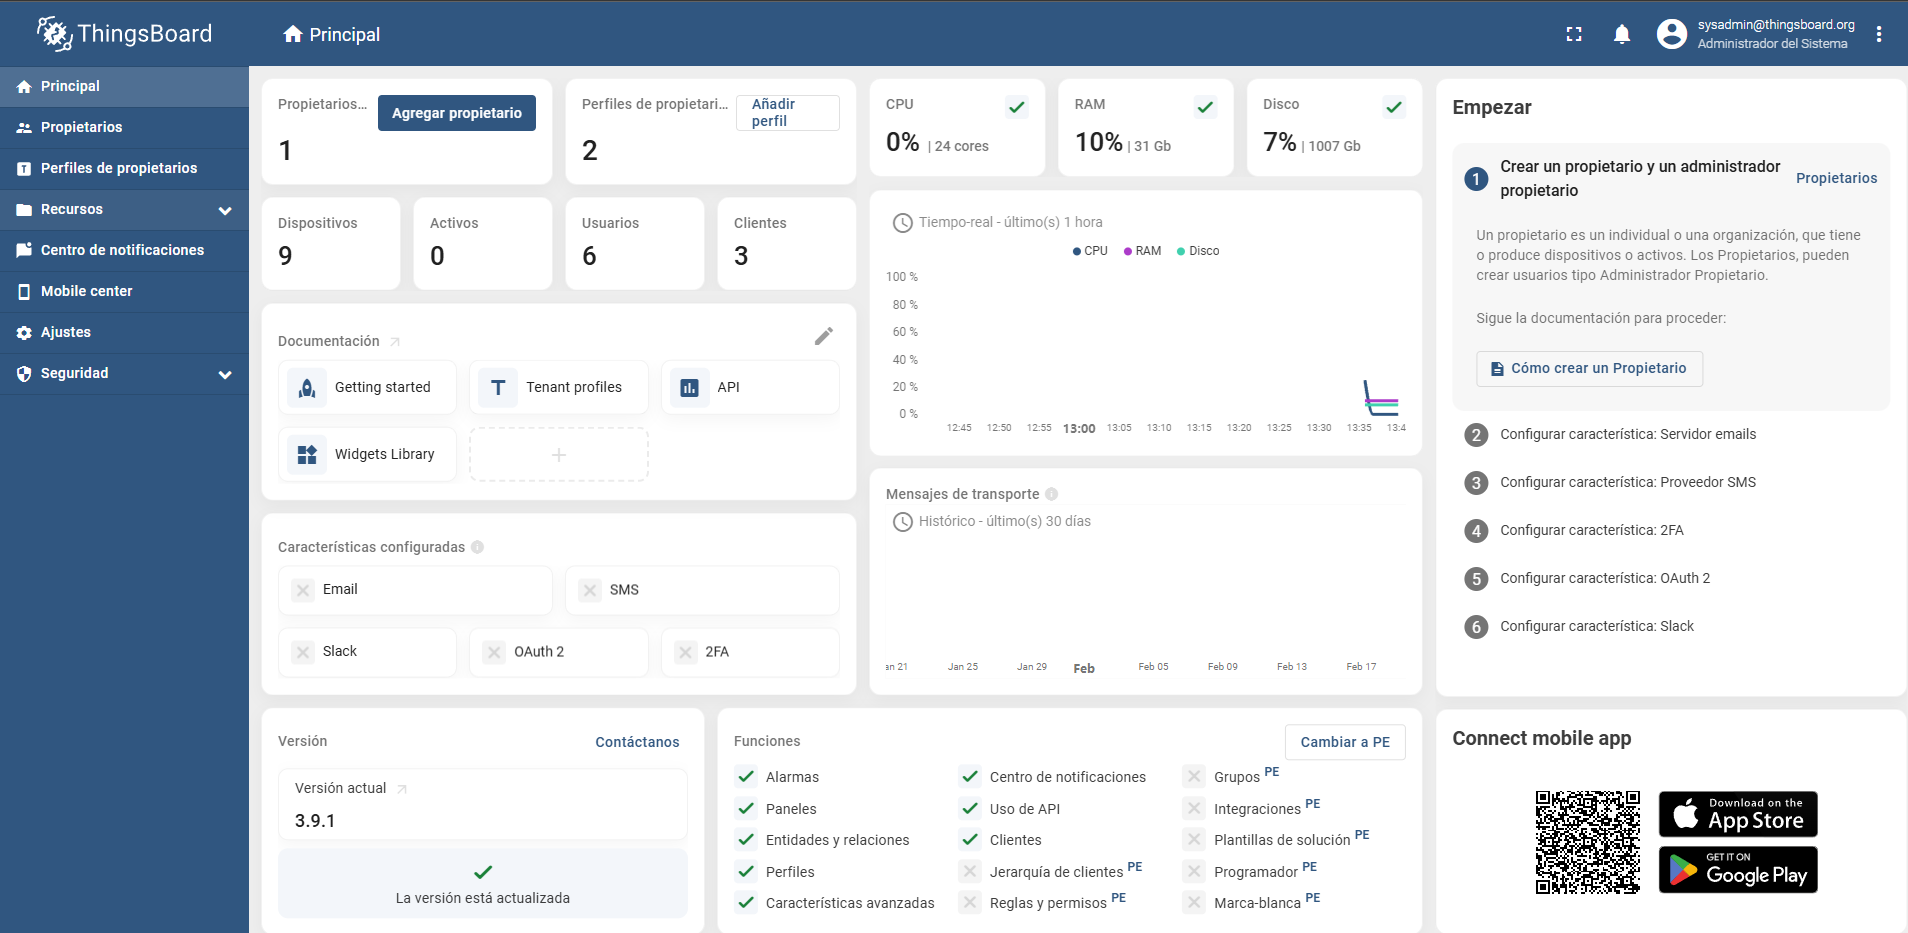 ThingsBoard
Principal
sysadmin@thingsboard.org
Administrador del Sistema
Principal
Propietarios
Perfiles de propietarios
Recursos
Centro de notificaciones
Mobile center
Ajustes
Seguridad
Propietarios...
Agregar propietario
1
Perfiles de propietari...
Añadir
perfil
2
Dispositivos
9
Activos
0
Usuarios
6
Clientes
3
Documentación
Getting started
Tenant profiles
API
Widgets Library
Características configuradas
Email
SMS
Slack
OAuth 2
2FA
CPU
0% | 24 cores
RAM
10% | 31 Gb
Disco
7% | 1007 Gb
Tiempo-real - último(s) 1 hora
CPU RAM Disco
100 %
80 %
60 %
40 %
20 %
0 %
12:45 12:50 12:55 13:00 13:05 13:10 13:15 13:20 13:25 13:30 13:35 13:4
Mensajes de transporte
Histórico - último(s) 30 días
an 21 Jan 25 Jan 29 Feb Feb 05 Feb 09 Feb 13 Feb 17
Empezar
1 Crear un propietario y un administrador
propietario
Propietarios
Un propietario es un individual o una organización, que tiene
o produce dispositivos o activos. Los Propietarios, pueden
crear usuarios tipo Administrador Propietario.
Sigue la documentación para proceder:
Cómo crear un Propietario
2 Configurar característica: Servidor emails
3 Configurar característica: Proveedor SMS
4 Configurar característica: 2FA
5 Configurar característica: OAuth 2
6 Configurar característica: Slack
Versión
Contáctanos
Versión actual
3.9.1
La versión está actualizada
Funciones
Cambiar a PE
Alarmas
Paneles
Entidades y relaciones
Perfiles
Características avanzadas
Centro de notificaciones
Uso de API
Clientes
Jerarquía de clientes PE
Reglas y permisos PE
Grupos PE
Integraciones PE
Plantillas de solución PE
Programador PE
Marca-blanca PE
Connect mobile app
Download on the
App Store
GET IT ON
Google Play